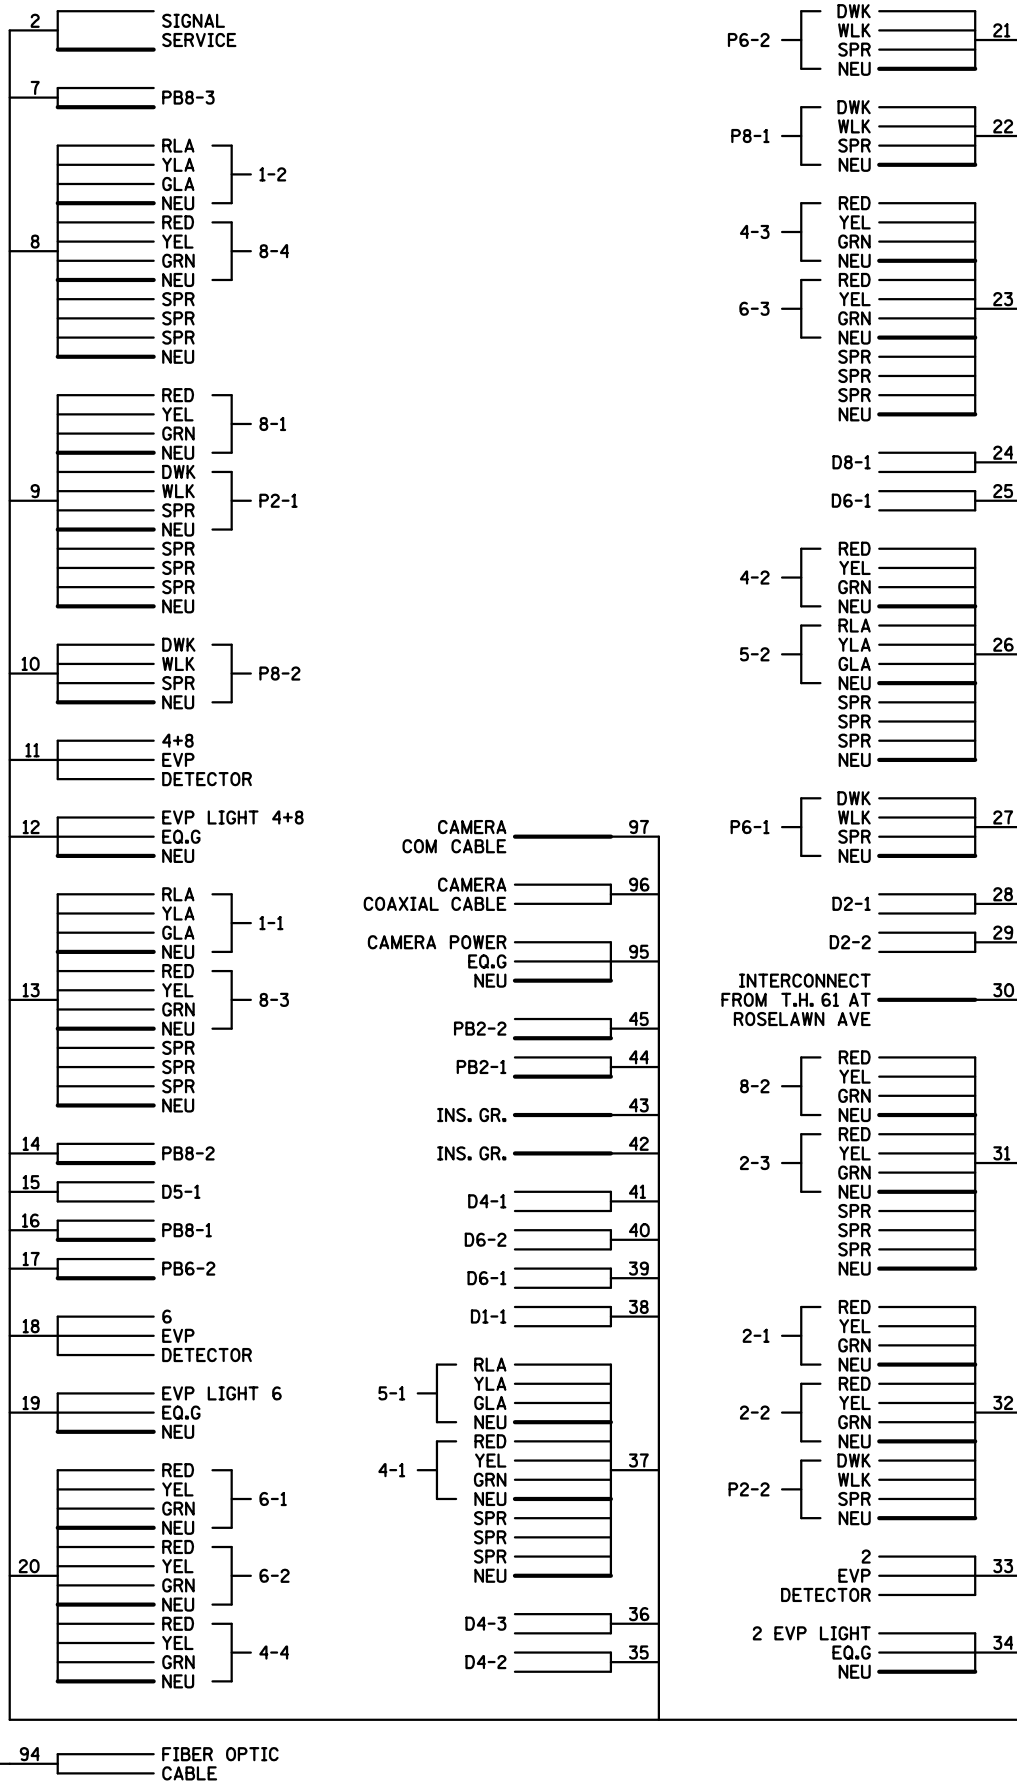 2
SIGNAL
SERVICE
7
PB8-3
RLA
YLA
GLA
NEU
1-2
8
RED
YEL
GRN
NEU
8-4
SPR
SPR
SPR
NEU
RED
YEL
GRN
NEU
8-1
9
DWK
WLK
SPR
NEU
P2-1
SPR
SPR
SPR
NEU
10
DWK
WLK
SPR
NEU
P8-2
11
4+8
EVP
DETECTOR
12
EVP LIGHT 4+8
EQ.G
NEU
RLA
YLA
GLA
NEU
1-1
13
RED
YEL
GRN
NEU
8-3
SPR
SPR
SPR
NEU
14
PB8-2
15
D5-1
16
PB8-1
17
PB6-2
18
6
EVP
DETECTOR
19
EVP LIGHT 6
EQ.G
NEU
RED
YEL
GRN
NEU
6-1
20
RED
YEL
GRN
NEU
6-2
RED
YEL
GRN
NEU
4-4
94
FIBER OPTIC
CABLE
CAMERA
COM CABLE
97
CAMERA
COAXIAL CABLE
96
CAMERA POWER
EQ.G
NEU
95
PB2-2
45
PB2-1
44
INS. GR.
43
INS. GR.
42
D4-1
41
D6-2
40
D6-1
39
D1-1
38
5-1
RLA
YLA
GLA
NEU
4-1
RED
YEL
GRN
NEU
37
SPR
SPR
SPR
NEU
D4-3
36
D4-2
35
P6-2
DWK
WLK
SPR
NEU
21
P8-1
DWK
WLK
SPR
NEU
22
4-3
RED
YEL
GRN
NEU
6-3
RED
YEL
GRN
NEU
23
SPR
SPR
SPR
NEU
D8-1
24
D6-1
25
4-2
RED
YEL
GRN
NEU
5-2
RLA
YLA
GLA
NEU
26
SPR
SPR
SPR
NEU
P6-1
DWK
WLK
SPR
NEU
27
D2-1
28
D2-2
29
INTERCONNECT
FROM T.H. 61 AT
ROSELAWN AVE
30
8-2
RED
YEL
GRN
NEU
2-3
RED
YEL
GRN
NEU
31
SPR
SPR
SPR
NEU
2-1
RED
YEL
GRN
NEU
2-2
RED
YEL
GRN
NEU
32
P2-2
DWK
WLK
SPR
NEU
2
EVP
DETECTOR
33
2 EVP LIGHT
EQ.G
NEU
34